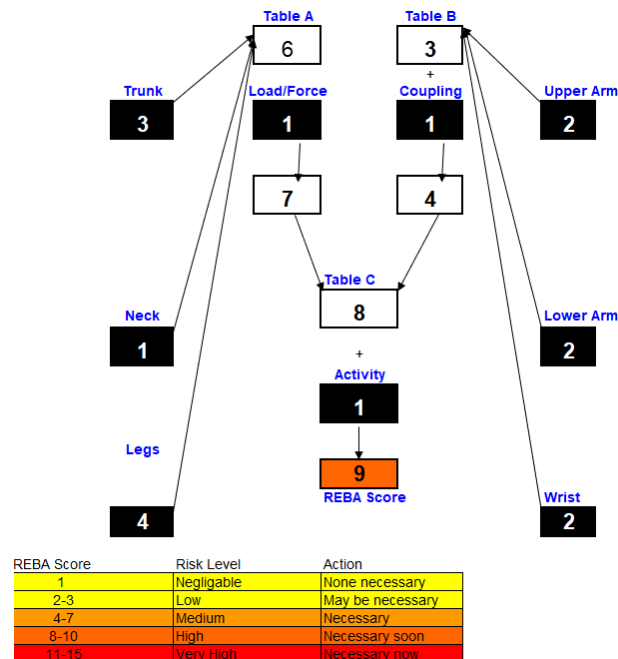 Table A Table B
6 3
+
Trunk Load/Force Coupling Upper Arm
3 1 1 2
7 4
Table C
8
Neck Lower Arm
1 2
+
Activity
1
Legs
9
REBA Score Wrist
4 2
REBA Score Risk Level Action
1 Negligable None necessary
2-3 Low May be necessary
4-7 Medium Necessary
8-10 High Necessary soon
11-15 Very High Necessary now